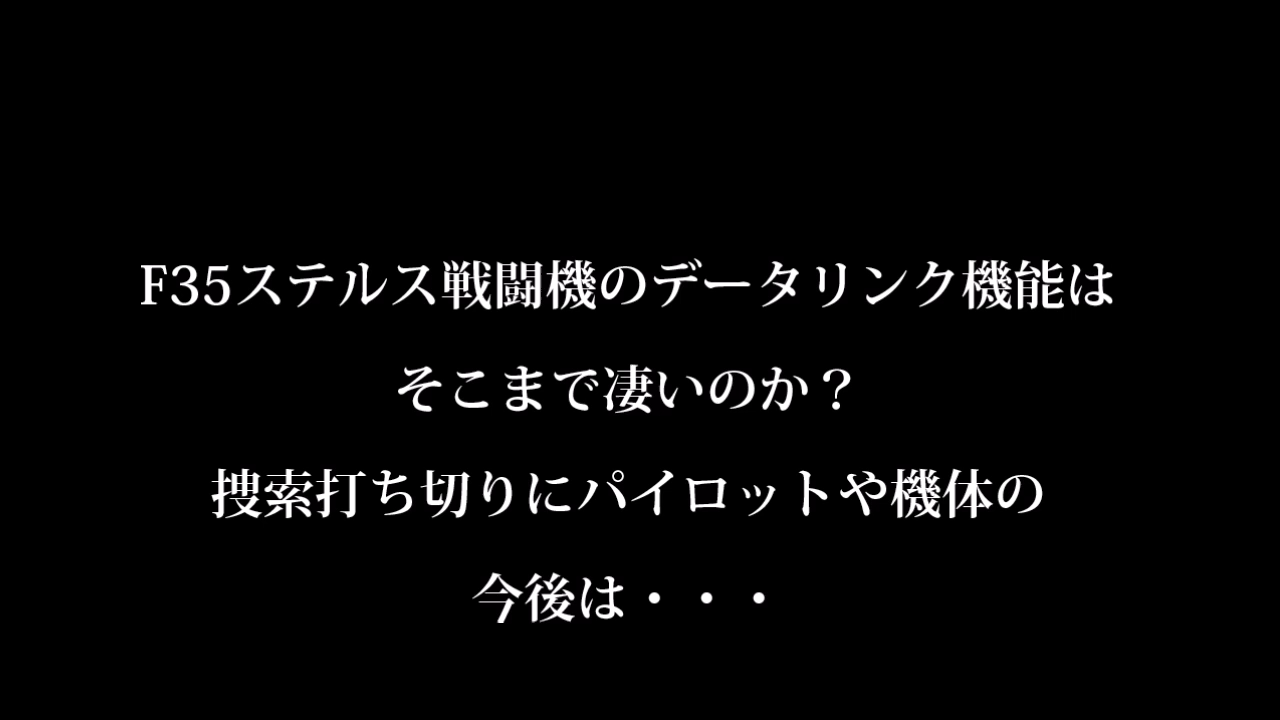 F35ステルス戦闘機のデータリンク機能は
そこまで凄いのか？
捜索打ち切りにパイロットや機体の
今後は・・・